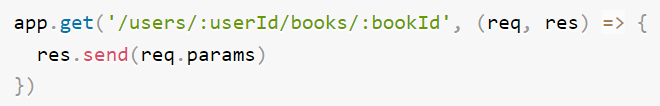 app.get('/users/:userId/books/:bookId', (req, res) => {
  res.send(req.params)
})